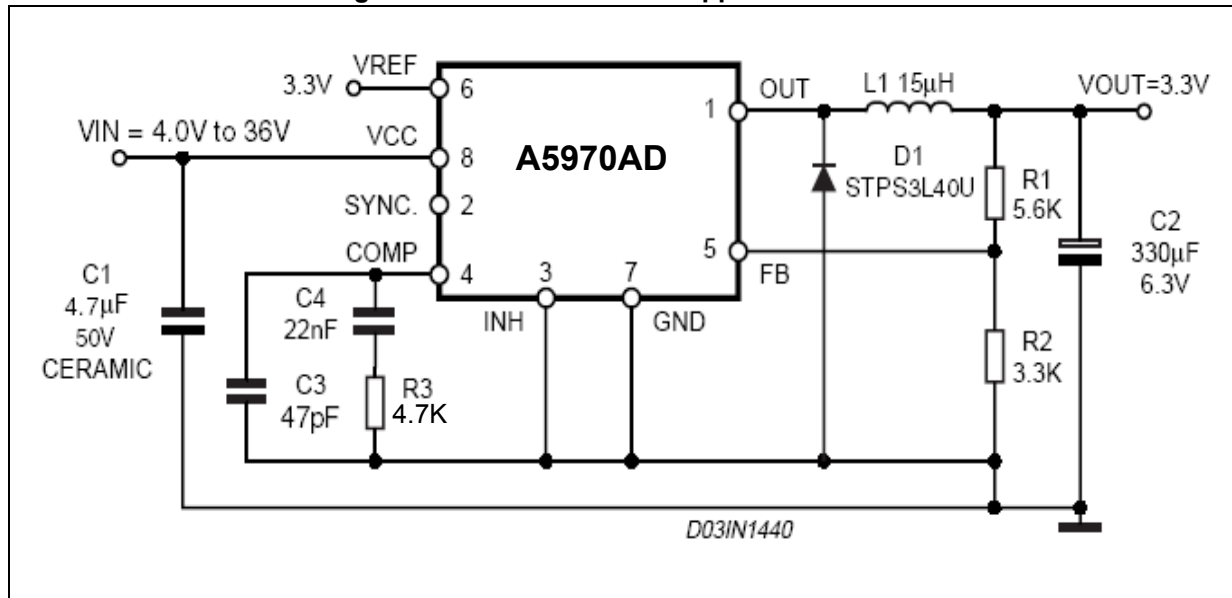 VREF
3.3V
6
VIN = 4.0V to 36V
VCC
8
SYNC.
2
COMP
4
A5970AD
3
INH
7
GND
1
OUT
5
FB
L1 15µH
VOUT=3.3V
D1
STPS3L40U
R1
5.6K
C2
330µF
6.3V
R2
3.3K
C1
4.7µF
50V
CERAMIC
C4
22nF
C3
47pF
R3
4.7K
D03IN1440